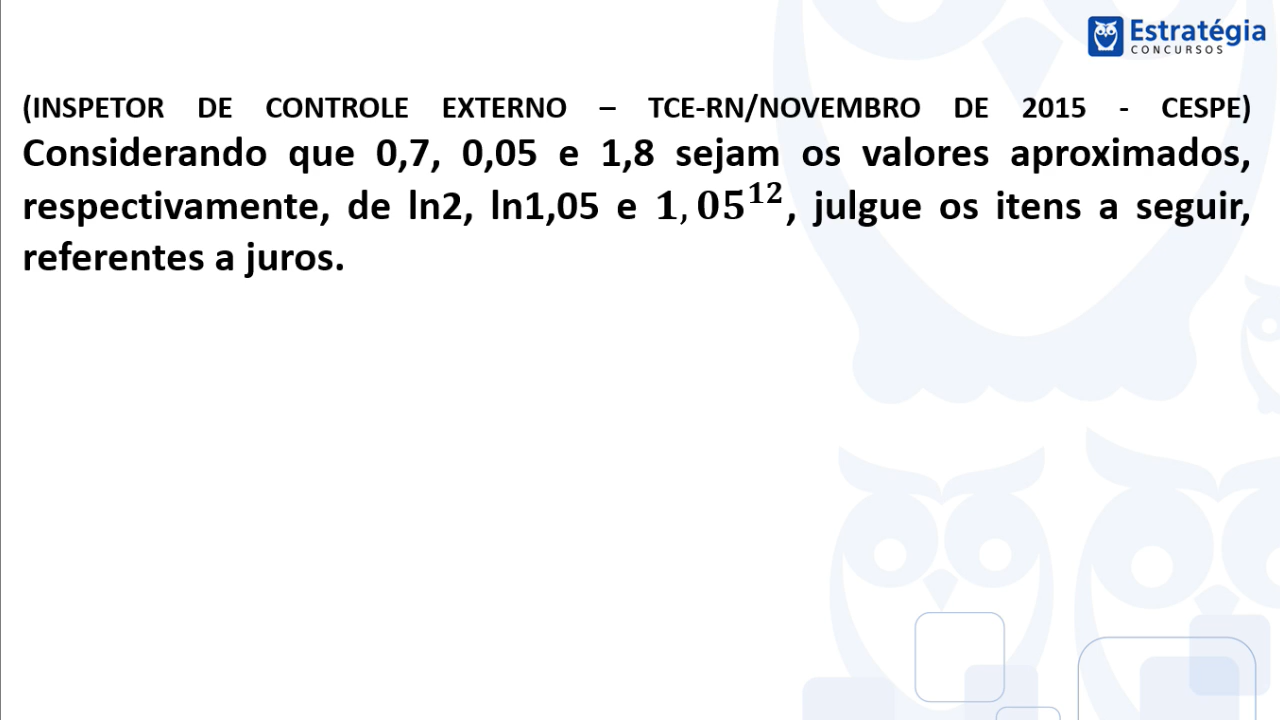 Estratégia
CONCURSOS
(INSPETOR DE CONTROLE EXTERNO – TCE-RN/NOVEMBRO DE 2015 - CESPE)
Considerando que 0,7, 0,05 e 1,8 sejam os valores aproximados,
respectivamente, de ln2, ln1,05 e 1,05¹², julgue os itens a seguir,
referentes a juros.